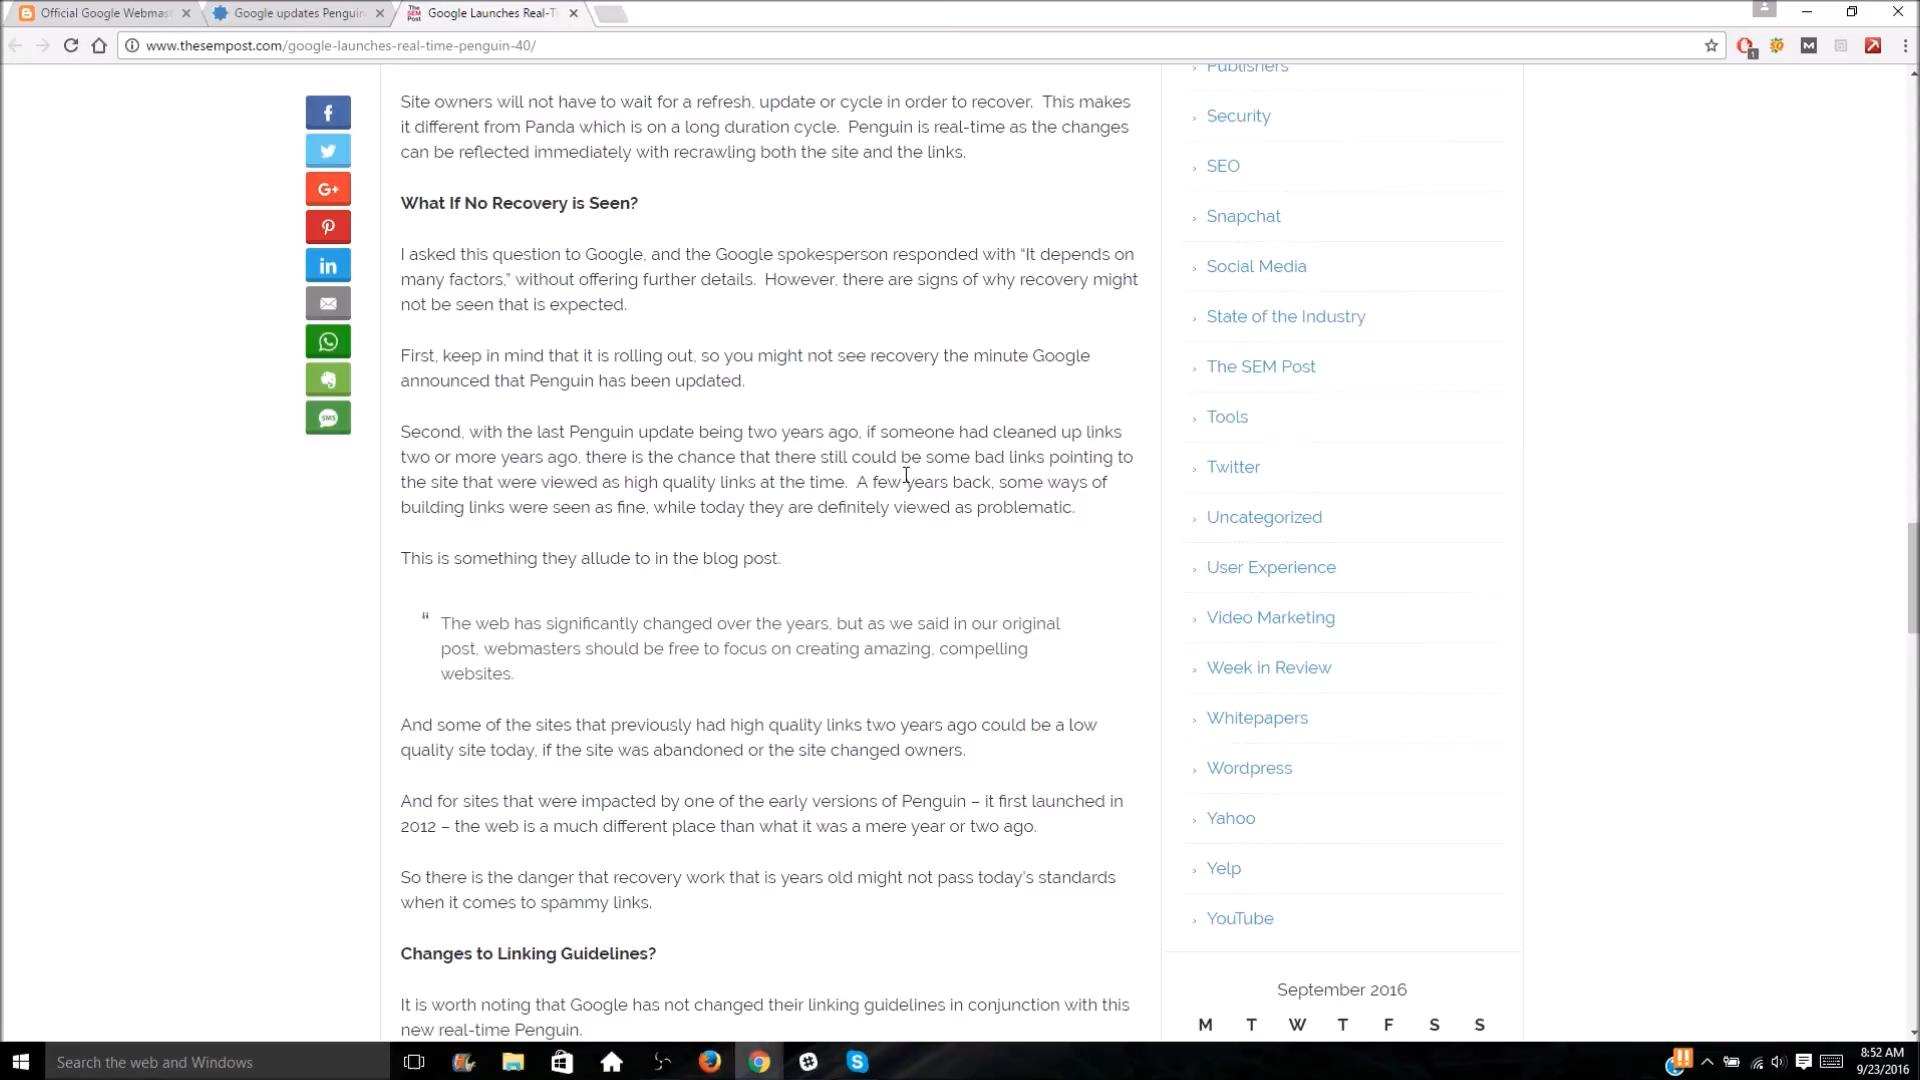 Official Google Webmast
Google updates Penguin
The SEM Post
Google Launches Real-T
www.thesempost.com/google-launches-real-time-penguin-40/
Site owners will not have to wait for a refresh, update or cycle in order to recover.  This makes
it different from Panda which is on a long duration cycle.  Penguin is real-time as the changes
can be reflected immediately with recrawling both the site and the links.
What If No Recovery is Seen?
I asked this question to Google, and the Google spokesperson responded with “It depends on
many factors,” without offering further details.  However, there are signs of why recovery might
not be seen that is expected.
First, keep in mind that it is rolling out, so you might not see recovery the minute Google
announced that Penguin has been updated.
Second, with the last Penguin update being two years ago, if someone had cleaned up links
two or more years ago, there is the chance that there still could be some bad links pointing to
the site that were viewed as high quality links at the time.  A few years back, some ways of
building links were seen as fine, while today they are definitely viewed as problematic.
This is something they allude to in the blog post.
“ The web has significantly changed over the years, but as we said in our original
post, webmasters should be free to focus on creating amazing, compelling
websites.
And some of the sites that previously had high quality links two years ago could be a low
quality site today, if the site was abandoned or the site changed owners.
And for sites that were impacted by one of the early versions of Penguin – it first launched in
2012 – the web is a much different place than what it was a mere year or two ago.
So there is the danger that recovery work that is years old might not pass today’s standards
when it comes to spammy links.
Changes to Linking Guidelines?
It is worth noting that Google has not changed their linking guidelines in conjunction with this
new real-time Penguin.
Publishers
Security
SEO
Snapchat
Social Media
State of the Industry
The SEM Post
Tools
Twitter
Uncategorized
User Experience
Video Marketing
Week in Review
Whitepapers
Wordpress
Yahoo
Yelp
YouTube
September 2016
M T W T F S S
f
G+
in
SMS
1
M
Search the web and Windows
8:52 AM
9/23/2016